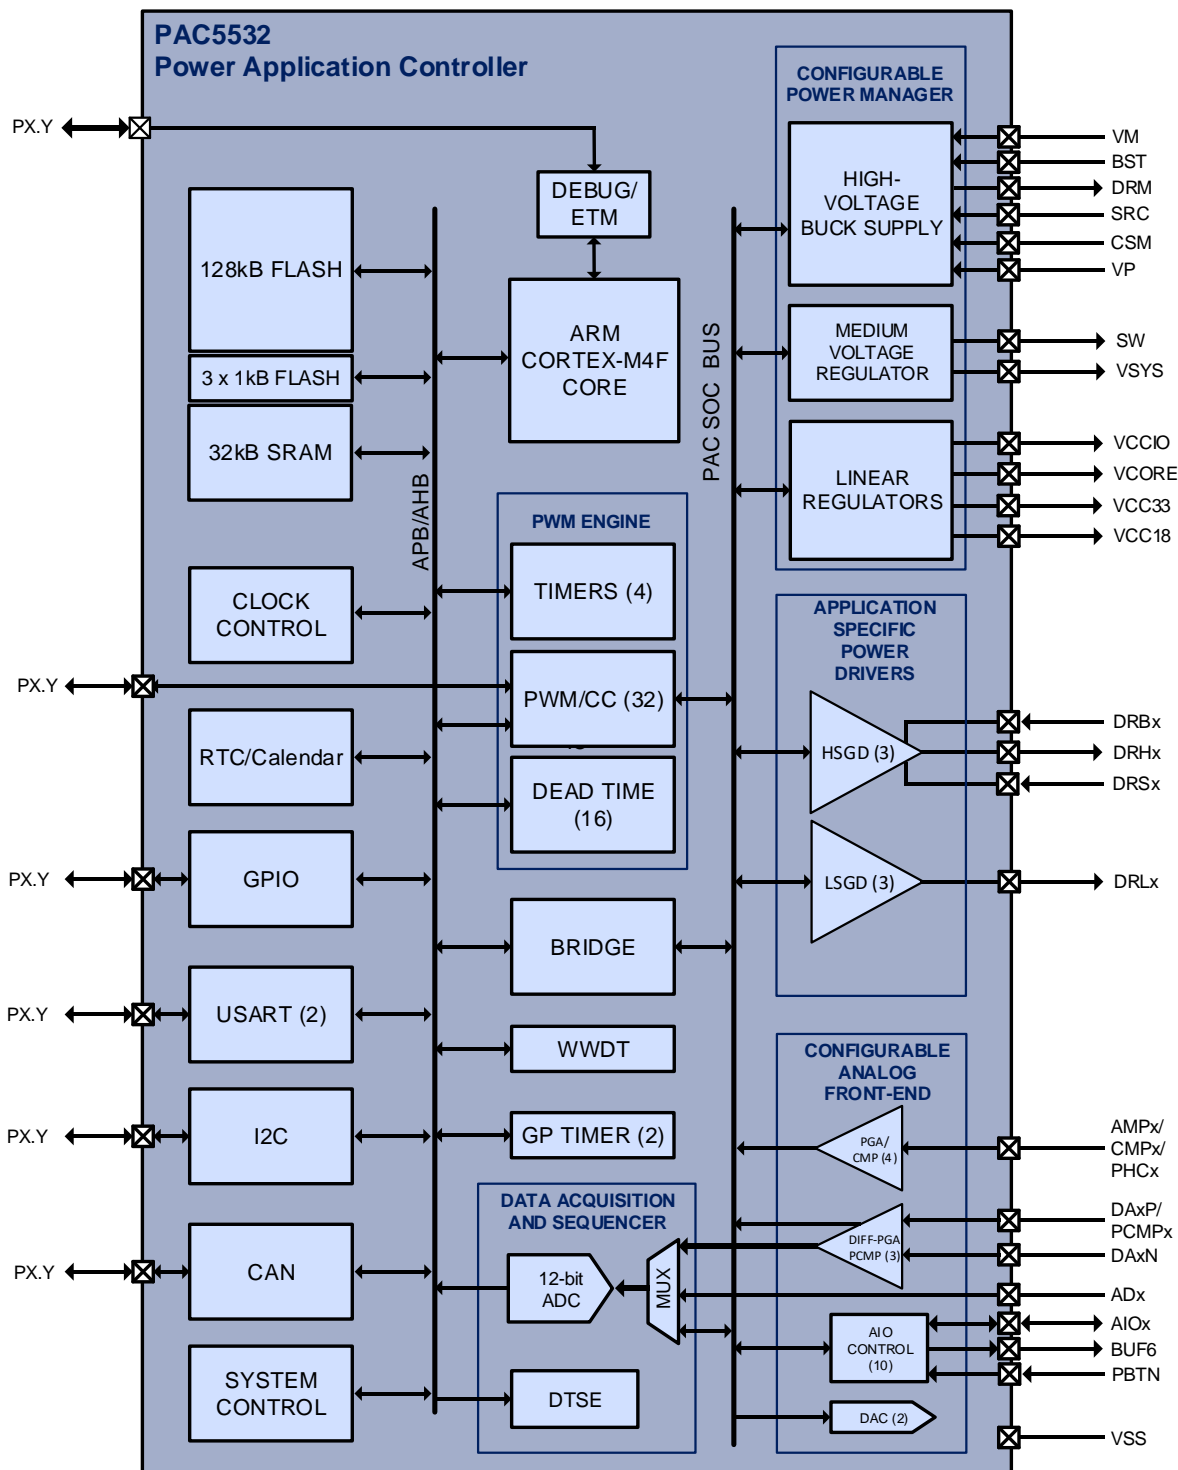 PAC5532
Power Application Controller
PX.Y
DEBUG/
ETM
128kB FLASH
3 x 1kB FLASH
32kB SRAM
ARM
CORTEX-M4F
CORE
APB/AHB
PAC SOC BUS
CLOCK
CONTROL
PX.Y
RTC/Calendar
PX.Y
GPIO
PX.Y
USART (2)
PX.Y
I2C
PX.Y
CAN
SYSTEM
CONTROL
PWM ENGINE
TIMERS (4)
PWM/CC (32)
DEAD TIME
(16)
BRIDGE
WWDT
GP TIMER (2)
DATA ACQUISITION
AND SEQUENCER
12-bit
ADC
MUX
DTSE
CONFIGURABLE
POWER MANAGER
HIGH-
VOLTAGE
BUCK SUPPLY
VM
BST
DRM
SRC
CSM
VP
MEDIUM
VOLTAGE
REGULATOR
SW
VSYS
LINEAR
REGULATORS
VCCIO
VCORE
VCC33
VCC18
APPLICATION
SPECIFIC
POWER
DRIVERS
HSGD (3)
DRBx
DRHx
DRSx
LSGD (3)
DRLx
CONFIGURABLE
ANALOG
FRONT-END
PGA/
CMP (4)
AMPx/
CMPx/
PHCx
DIFF-PGA
PCMP (3)
DAxP/
PCMPx
DAxN
ADx
AIO
CONTROL
(10)
AIOx
BUF6
PBTN
DAC (2)
VSS